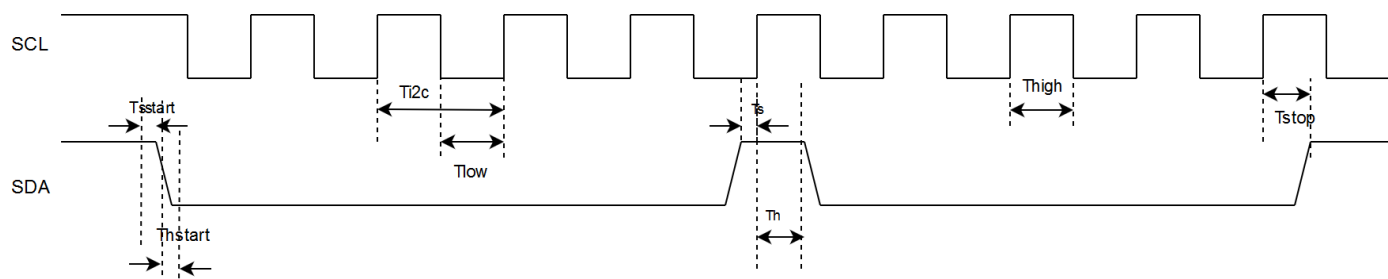 SCL
Ti2c
Thigh
Tsstart
Ts
Tstop
Tlow
SDA
Th
Thstart